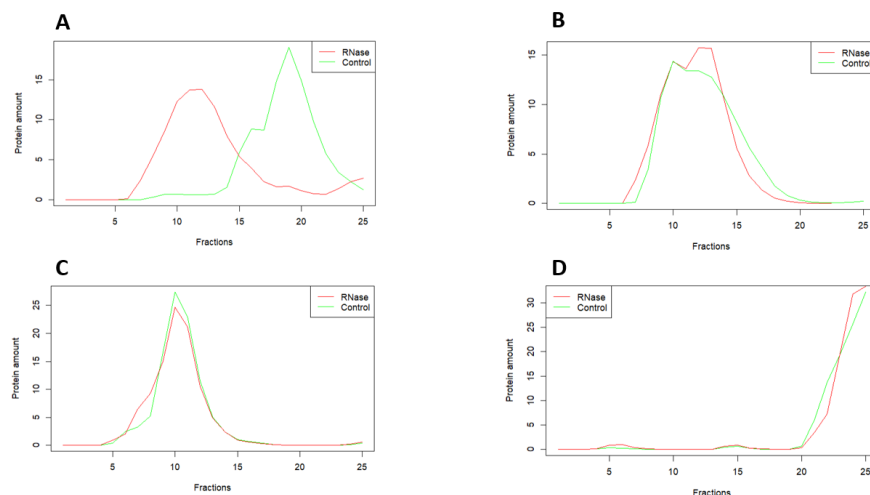 A
RNase
Control
Protein amount
0 5 10 15
5 10 15 20 25
Fractions
B
RNase
Control
Protein amount
0 5 10 15
5 10 15 20 25
Fractions
C
RNase
Control
Protein amount
0 5 10 15 20 25
5 10 15 20 25
Fractions
D
RNase
Control
Protein amount
0 5 10 15 20 25 30
5 10 15 20 25
Fractions